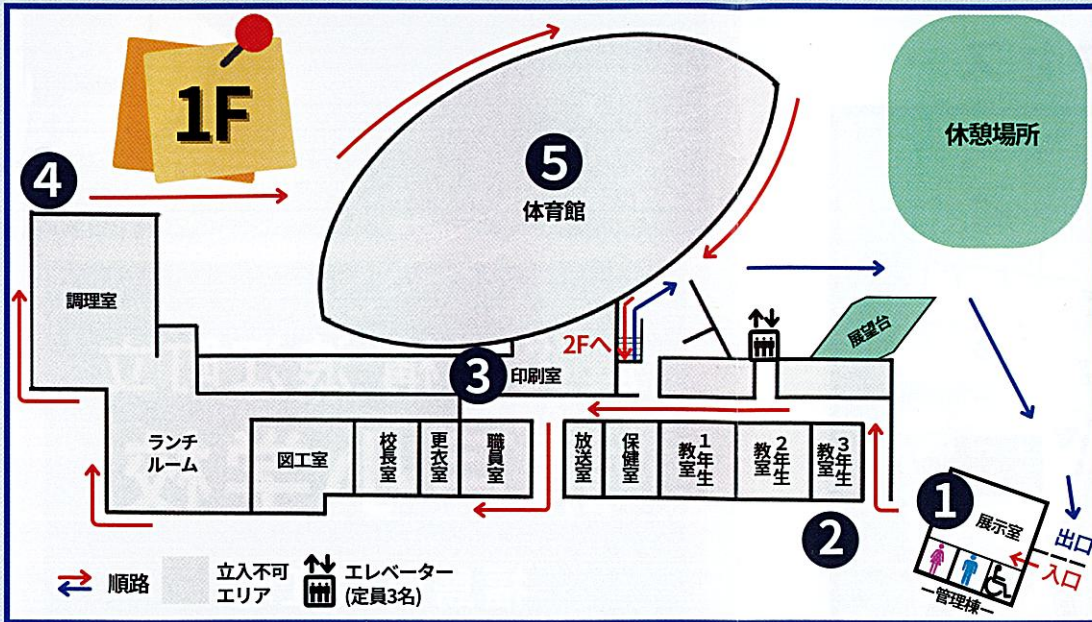 1F
4
5
体育館
休憩場所
調理室
展望台
2Fへ
3
印刷室
ランチ
ルーム
図工室
校長室
更衣室
職員室
放送室
保健室
1年生
教室
2年生
教室
3年生
教室
2
1
展示室
出口
入口
管理棟
順路
立入不可
エリア
エレベーター
(定員3名)